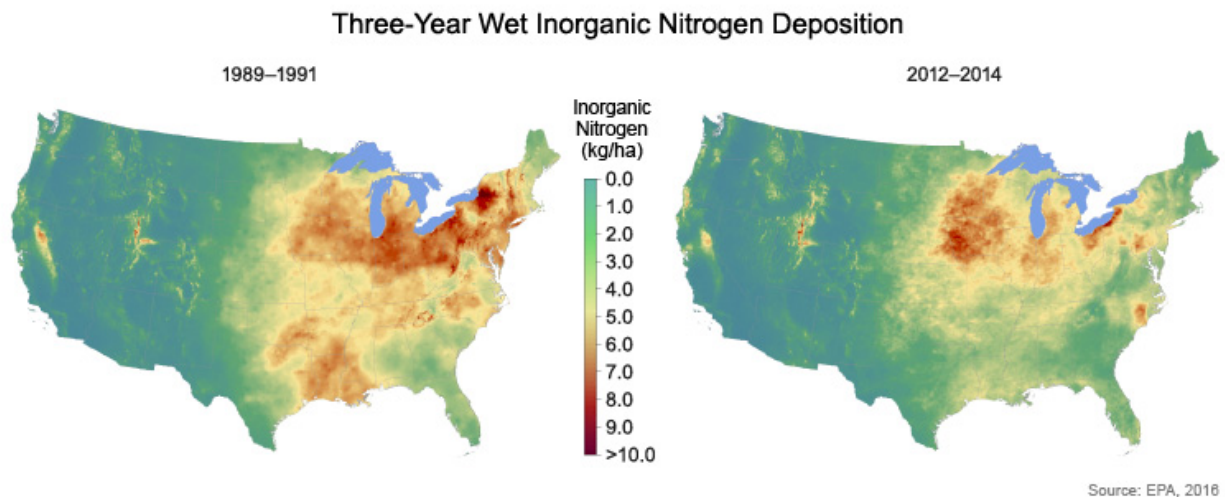 Three-Year Wet Inorganic Nitrogen Deposition
1989–1991
2012–2014
Inorganic
Nitrogen
(kg/ha)
0.0
1.0
2.0
3.0
4.0
5.0
6.0
7.0
8.0
9.0
>10.0
Source: EPA, 2016